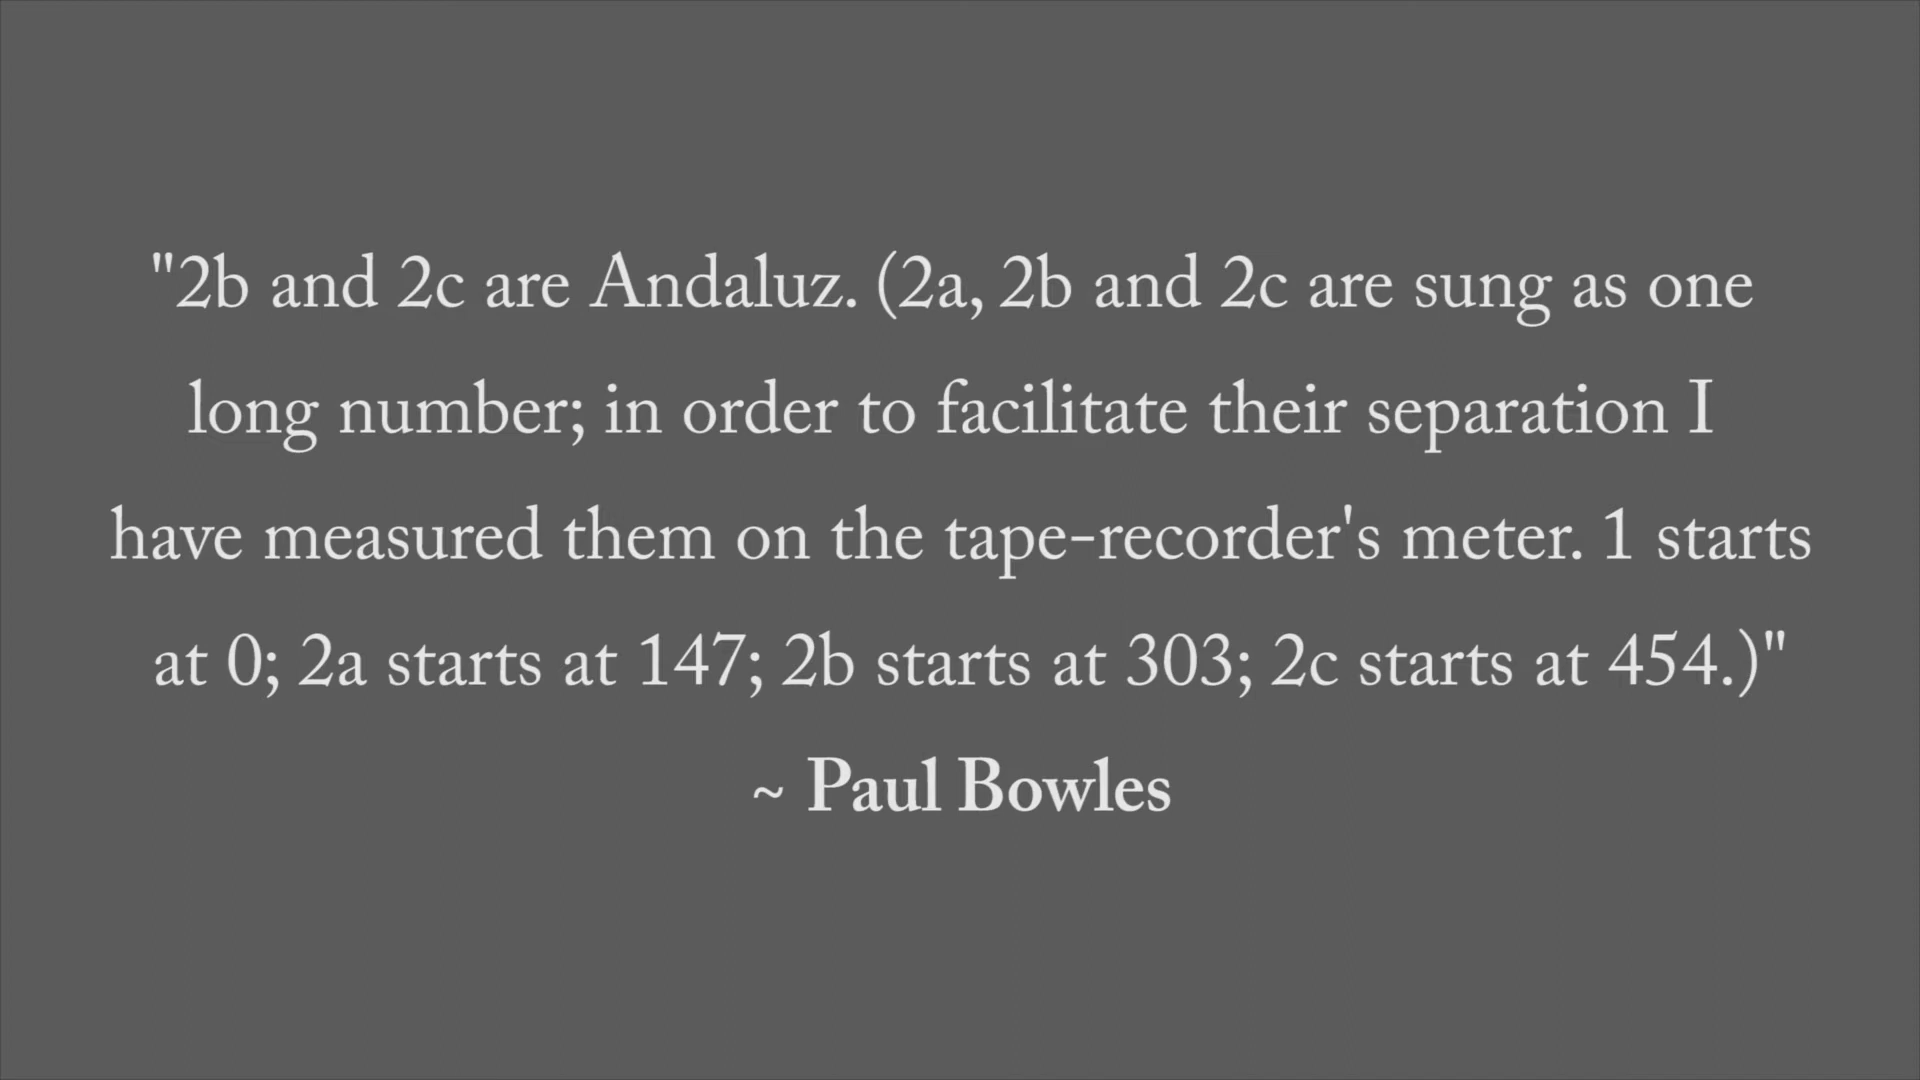 "2b and 2c are Andaluz. (2a, 2b and 2c are sung as one
long number; in order to facilitate their separation I
have measured them on the tape-recorder's meter. 1 starts
at 0; 2a starts at 147; 2b starts at 303; 2c starts at 454.)"
~ Paul Bowles